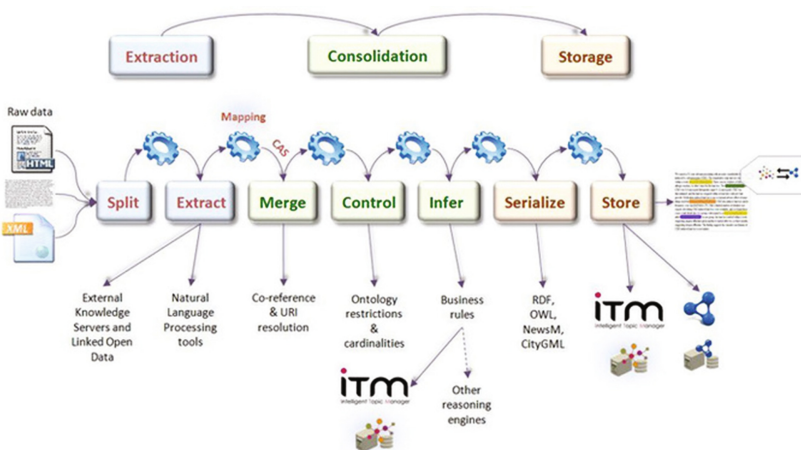 Extraction
Consolidation
Storage
Raw data
Mapping
CAS
HTML
XML
Split
Extract
Merge
Control
Infer
Serialize
Store
External
Knowledge
Servers and
Linked Open
Data
Natural
Language
Processing
tools
Co-reference
& URI
resolution
Ontology
restrictions
&
cardinalities
Business
rules
RDF,
OWL,
NewsM,
CityGML
iTM
intelligent Topic Manager
iTM
intelligent Topic Manager
Other
reasoning
engines